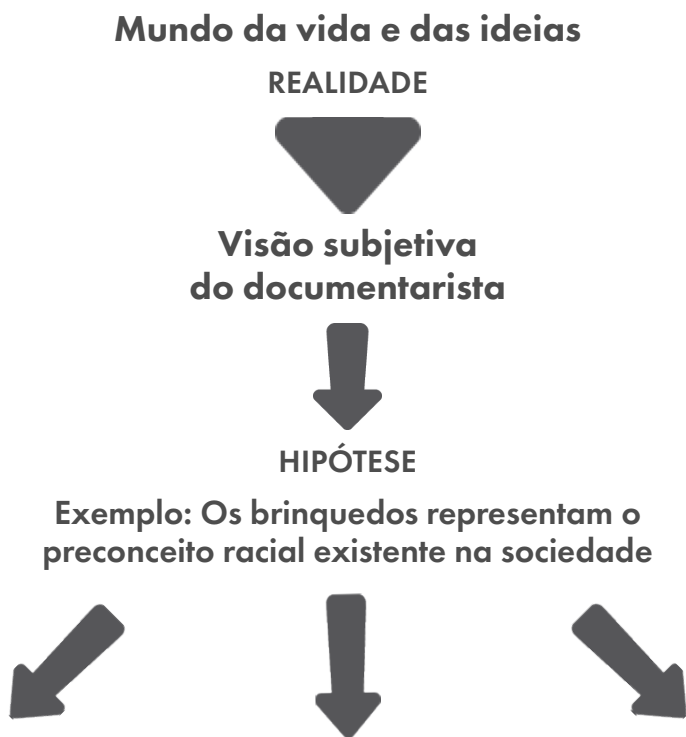 Mundo da vida e das ideias
REALIDADE
Visão subjetiva
do documentarista
HIPÓTESE
Exemplo: Os brinquedos representam o
preconceito racial existente na sociedade